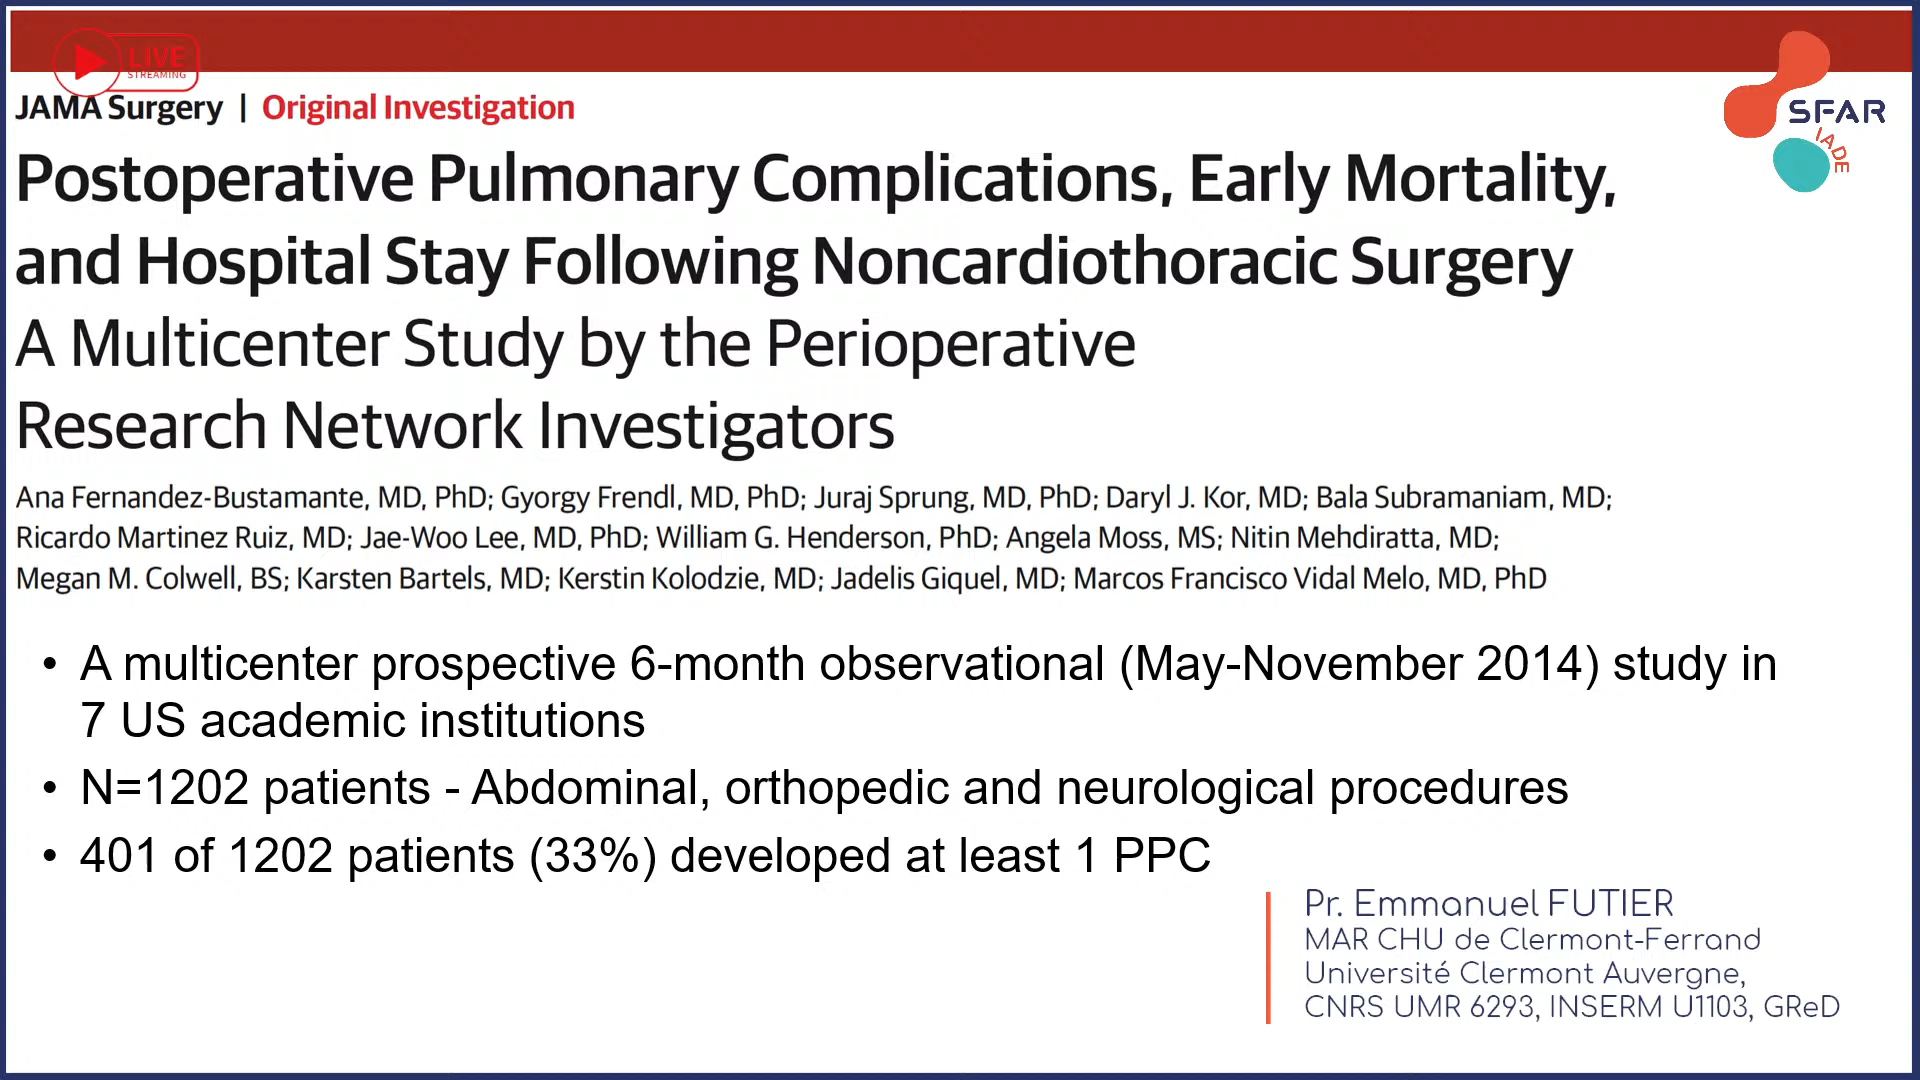 LIVE
STREAMING
JAMA Surgery | Original Investigation
SFAR
IADE
Postoperative Pulmonary Complications, Early Mortality,
and Hospital Stay Following Noncardiothoracic Surgery
A Multicenter Study by the Perioperative
Research Network Investigators
Ana Fernandez-Bustamante, MD, PhD; Gyorgy Frendl, MD, PhD; Juraj Sprung, MD, PhD; Daryl J. Kor, MD; Bala Subramaniam, MD;
Ricardo Martinez Ruiz, MD; Jae-Woo Lee, MD, PhD; William G. Henderson, PhD; Angela Moss, MS; Nitin Mehdiratta, MD;
Megan M. Colwell, BS; Karsten Bartels, MD; Kerstin Kolodzie, MD; Jadelis Giquel, MD; Marcos Francisco Vidal Melo, MD, PhD
• A multicenter prospective 6-month observational (May-November 2014) study in
7 US academic institutions
• N=1202 patients - Abdominal, orthopedic and neurological procedures
• 401 of 1202 patients (33%) developed at least 1 PPC
Pr. Emmanuel FUTIER
MAR CHU de Clermont-Ferrand
Université Clermont Auvergne,
CNRS UMR 6293, INSERM U1103, GReD